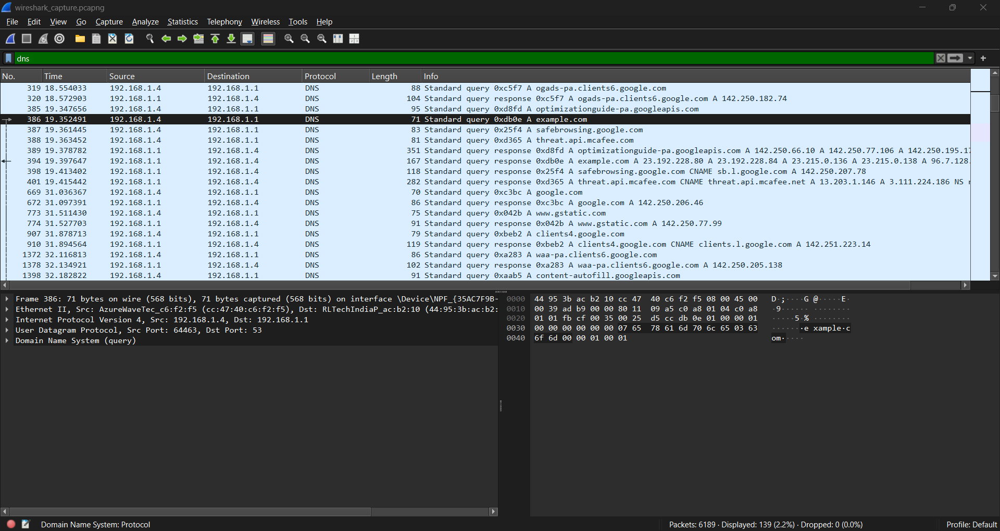 wireshark_capture.pcapng
File Edit View Go Capture Analyze Statistics Telephony Wireless Tools Help
dns
No. Time Source Destination Protocol Length Info
319 18.554033 192.168.1.4 192.168.1.1 DNS 88 Standard query 0xc5f7 A ogads-pa.clients6.google.com
320 18.572903 192.168.1.1 192.168.1.4 DNS 104 Standard query response 0xc5f7 A ogads-pa.clients6.google.com A 142.250.182.74
385 19.347656 192.168.1.4 192.168.1.1 DNS 95 Standard query 0xd8fd A optimizationguide-pa.googleapis.com
386 19.352491 192.168.1.4 192.168.1.1 DNS 71 Standard query 0xdb0e A example.com
387 19.361445 192.168.1.4 192.168.1.1 DNS 83 Standard query 0x25f4 A safebrowsing.google.com
388 19.363452 192.168.1.4 192.168.1.1 DNS 81 Standard query 0xd365 A threat.api.mcafee.com
389 19.378782 192.168.1.1 192.168.1.4 DNS 351 Standard query response 0xd8fd A optimizationguide-pa.googleapis.com A 142.250.66.10 A 142.250.77.106 A 142.250.195.17
394 19.397647 192.168.1.1 192.168.1.4 DNS 167 Standard query response 0xdb0e A example.com A 23.192.228.80 A 23.192.228.84 A 23.215.0.136 A 23.215.0.138 A 96.7.128.
398 19.413402 192.168.1.1 192.168.1.4 DNS 118 Standard query response 0x25f4 A safebrowsing.google.com CNAME sb.l.google.com A 142.250.207.78
401 19.415442 192.168.1.1 192.168.1.4 DNS 282 Standard query response 0xd365 A threat.api.mcafee.com CNAME threat.api.mcafee.net A 13.203.1.146 A 3.111.224.186 NS
669 31.036367 192.168.1.4 192.168.1.1 DNS 70 Standard query 0xc3bc A google.com
672 31.097391 192.168.1.1 192.168.1.4 DNS 86 Standard query response 0xc3bc A google.com A 142.250.206.46
773 31.511430 192.168.1.4 192.168.1.1 DNS 75 Standard query 0x042b A www.gstatic.com
774 31.527703 192.168.1.1 192.168.1.4 DNS 91 Standard query response 0x042b A www.gstatic.com A 142.250.77.99
907 31.878713 192.168.1.4 192.168.1.1 DNS 79 Standard query 0xbeb2 A clients4.google.com
910 31.894564 192.168.1.1 192.168.1.4 DNS 119 Standard query response 0xbeb2 A clients4.google.com CNAME clients.l.google.com A 142.251.223.14
1372 32.116813 192.168.1.4 192.168.1.1 DNS 86 Standard query 0xa283 A waa-pa.clients6.google.com
1378 32.134921 192.168.1.1 192.168.1.4 DNS 102 Standard query response 0xa283 A waa-pa.clients6.google.com A 142.250.205.138
1398 32.182822 192.168.1.4 192.168.1.1 DNS 91 Standard query 0xaab5 A content-autofill.googleapis.com
Frame 386: 71 bytes on wire (568 bits), 71 bytes captured (568 bits) on interface \Device\NPF_{35AC7F9B-
Ethernet II, Src: AzureWaveTec_c6:f2:f5 (cc:47:40:c6:f2:f5), Dst: RLTechIndiaP_ac:b2:10 (44:95:3b:ac:b2:
Internet Protocol Version 4, Src: 192.168.1.4, Dst: 192.168.1.1
User Datagram Protocol, Src Port: 64463, Dst Port: 53
Domain Name System (query)
0000 44 95 3b ac b2 10 cc 47 40 c6 f2 f5 08 00 45 00 D·;····G @·····E·
0010 00 39 ad b9 00 00 80 11 09 a5 c0 a8 01 04 c0 a8 ·9······ ········
0020 01 01 fb cf 00 35 00 25 d5 cc db 0e 01 00 00 01 ·····5·% ········
0030 00 00 00 00 00 00 07 65 78 61 6d 70 6c 65 03 63 ·······e xample·c
0040 6f 6d 00 00 01 00 01 om·····
Domain Name System: Protocol
Packets: 6189 · Displayed: 139 (2.2%) · Dropped: 0 (0.0%)
Profile: Default